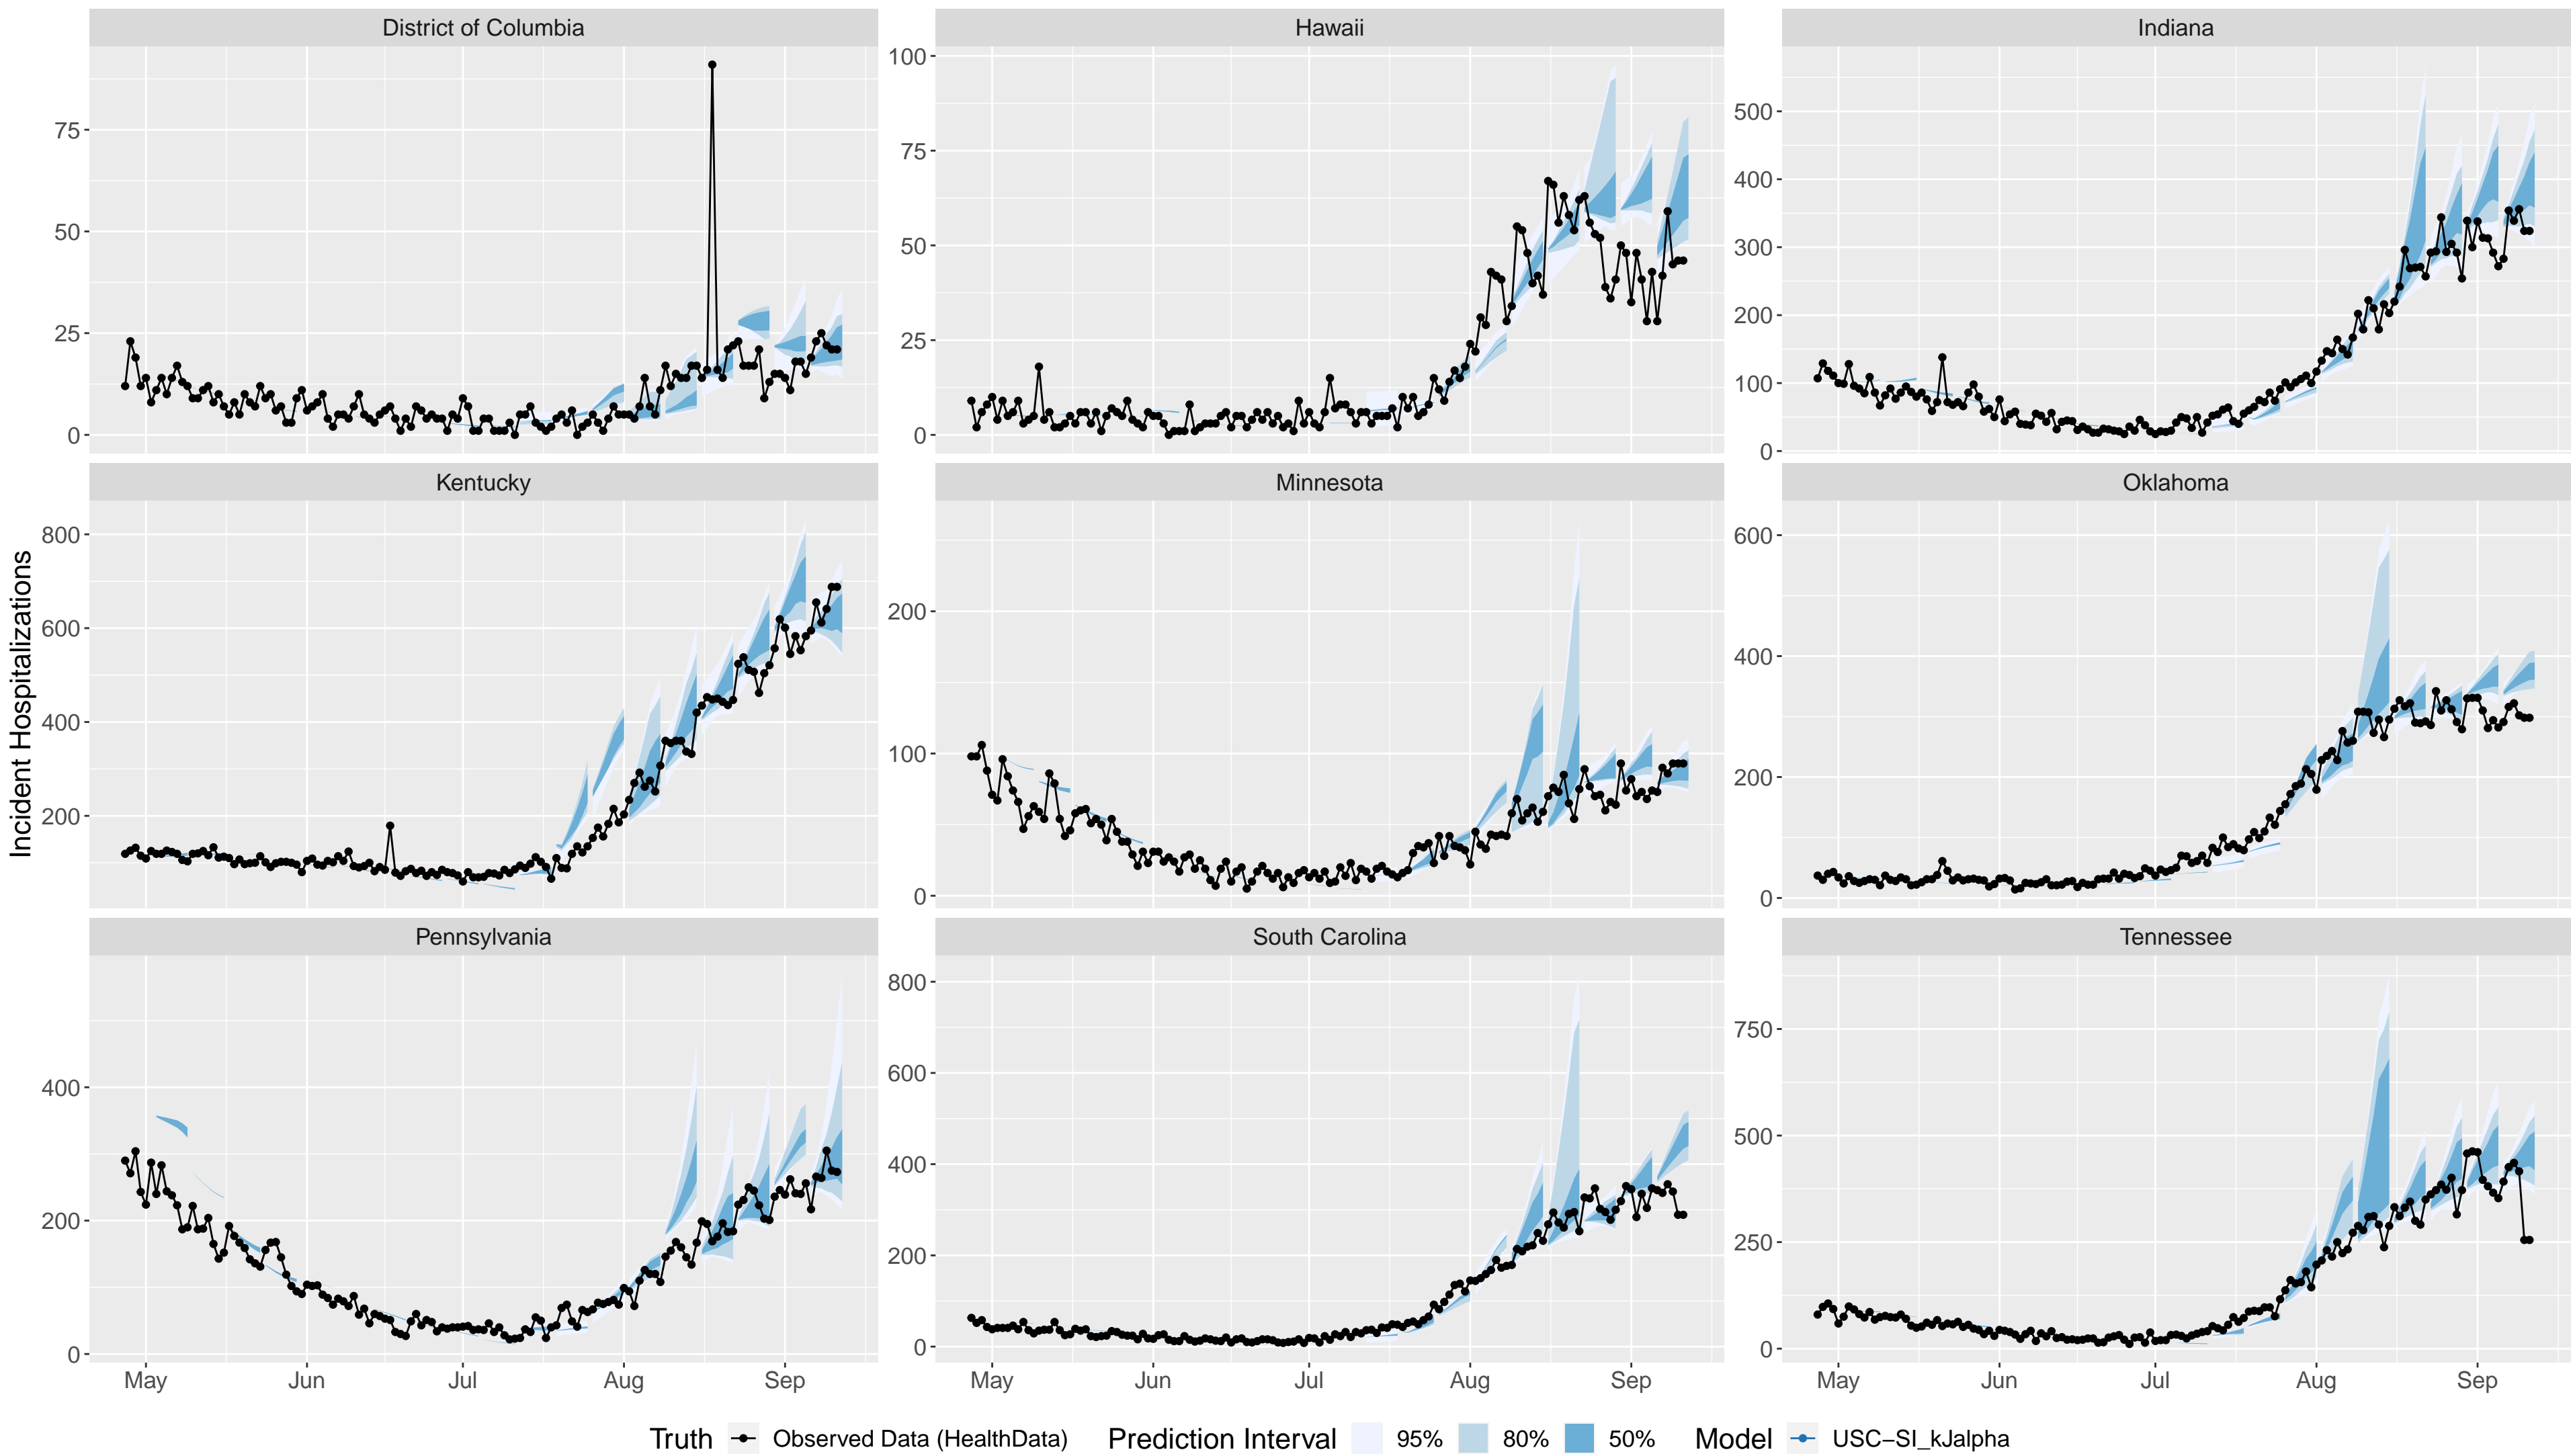 District of Columbia
Hawaii
Indiana
75
50
25
0
100
75
50
25
0
500
400
300
200
100
0
Kentucky
Minnesota
Oklahoma
Incident Hospitalizations
800
600
400
200
200
100
0
600
400
200
0
Pennsylvania
South Carolina
Tennessee
400
200
0
800
600
400
200
0
750
500
250
0
May Jun Jul Aug Sep
May Jun Jul Aug Sep
May Jun Jul Aug Sep
Truth Observed Data (HealthData) Prediction Interval 95% 80% 50% Model USC−SI_kJalpha